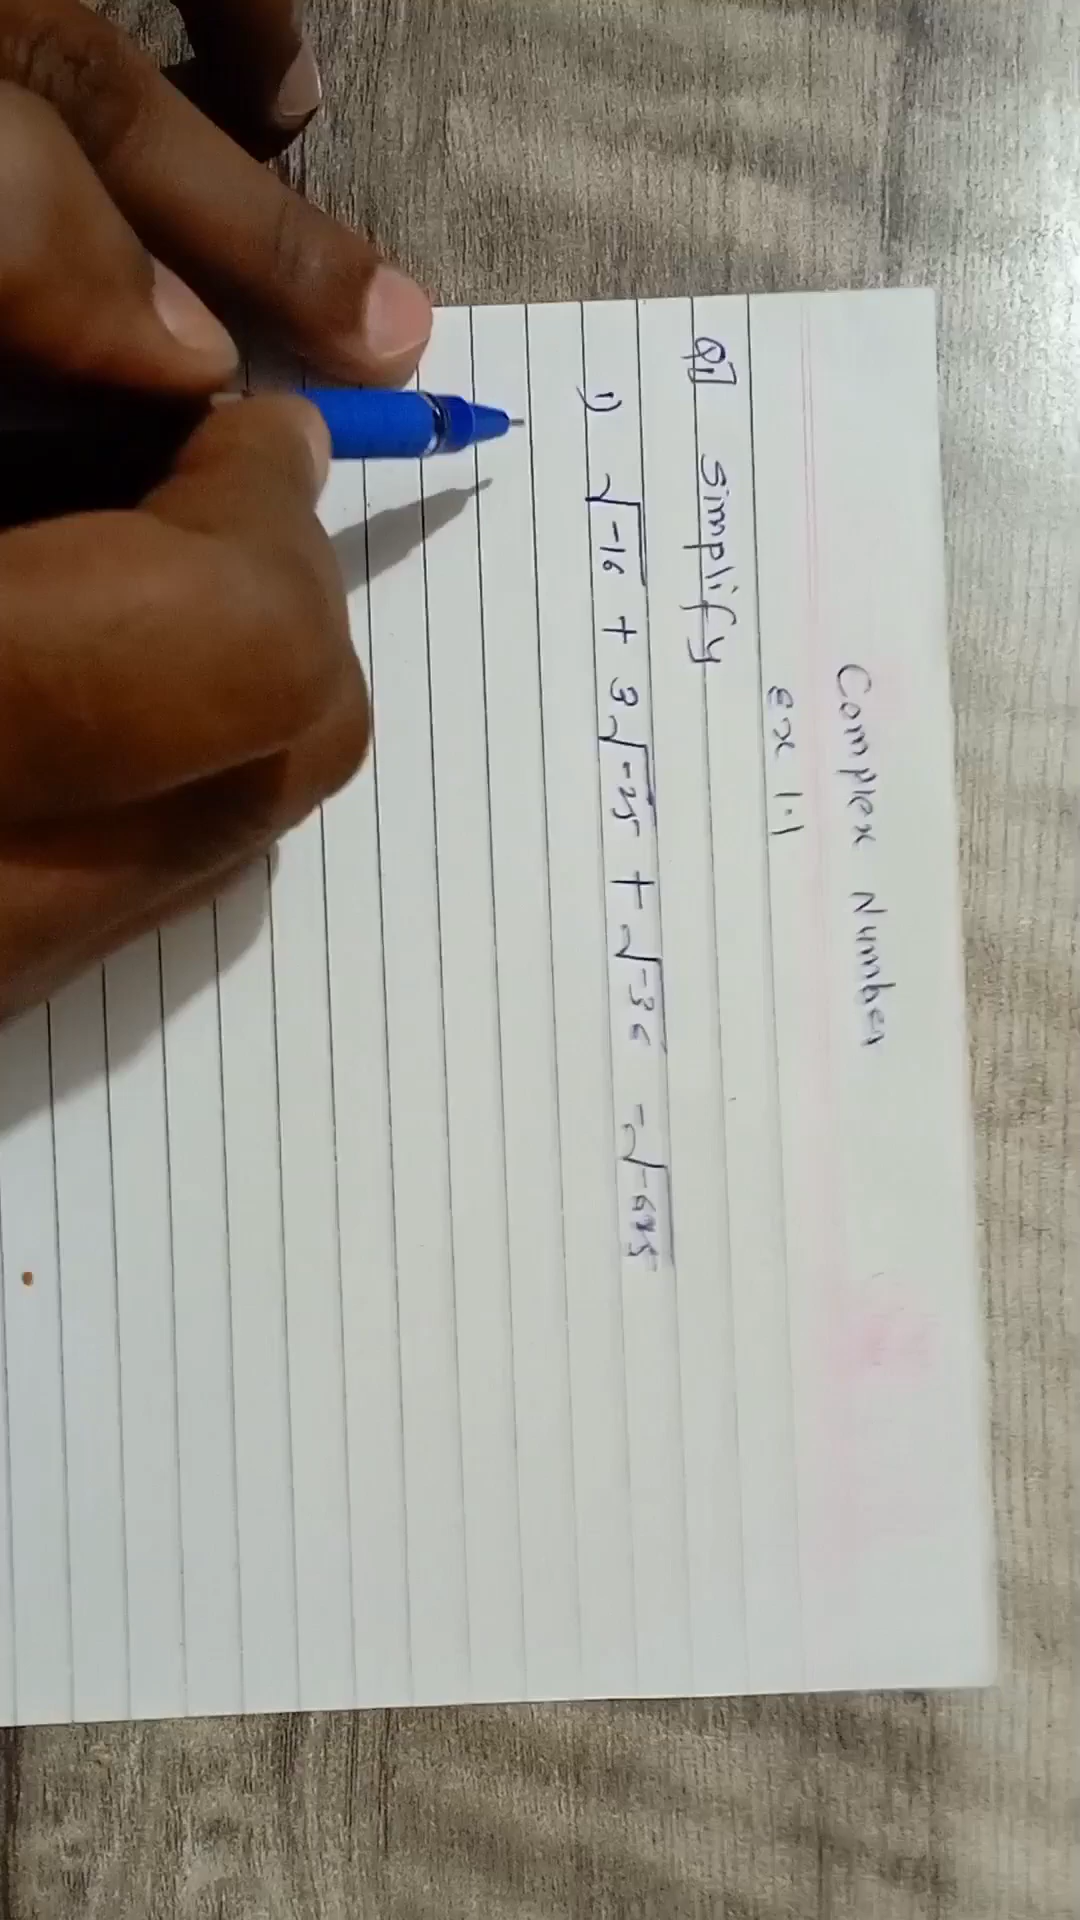 Complex Number
Ex 1.1
Q1] Simplify
1) √-16 + 3√-25 + √-36 - √-625